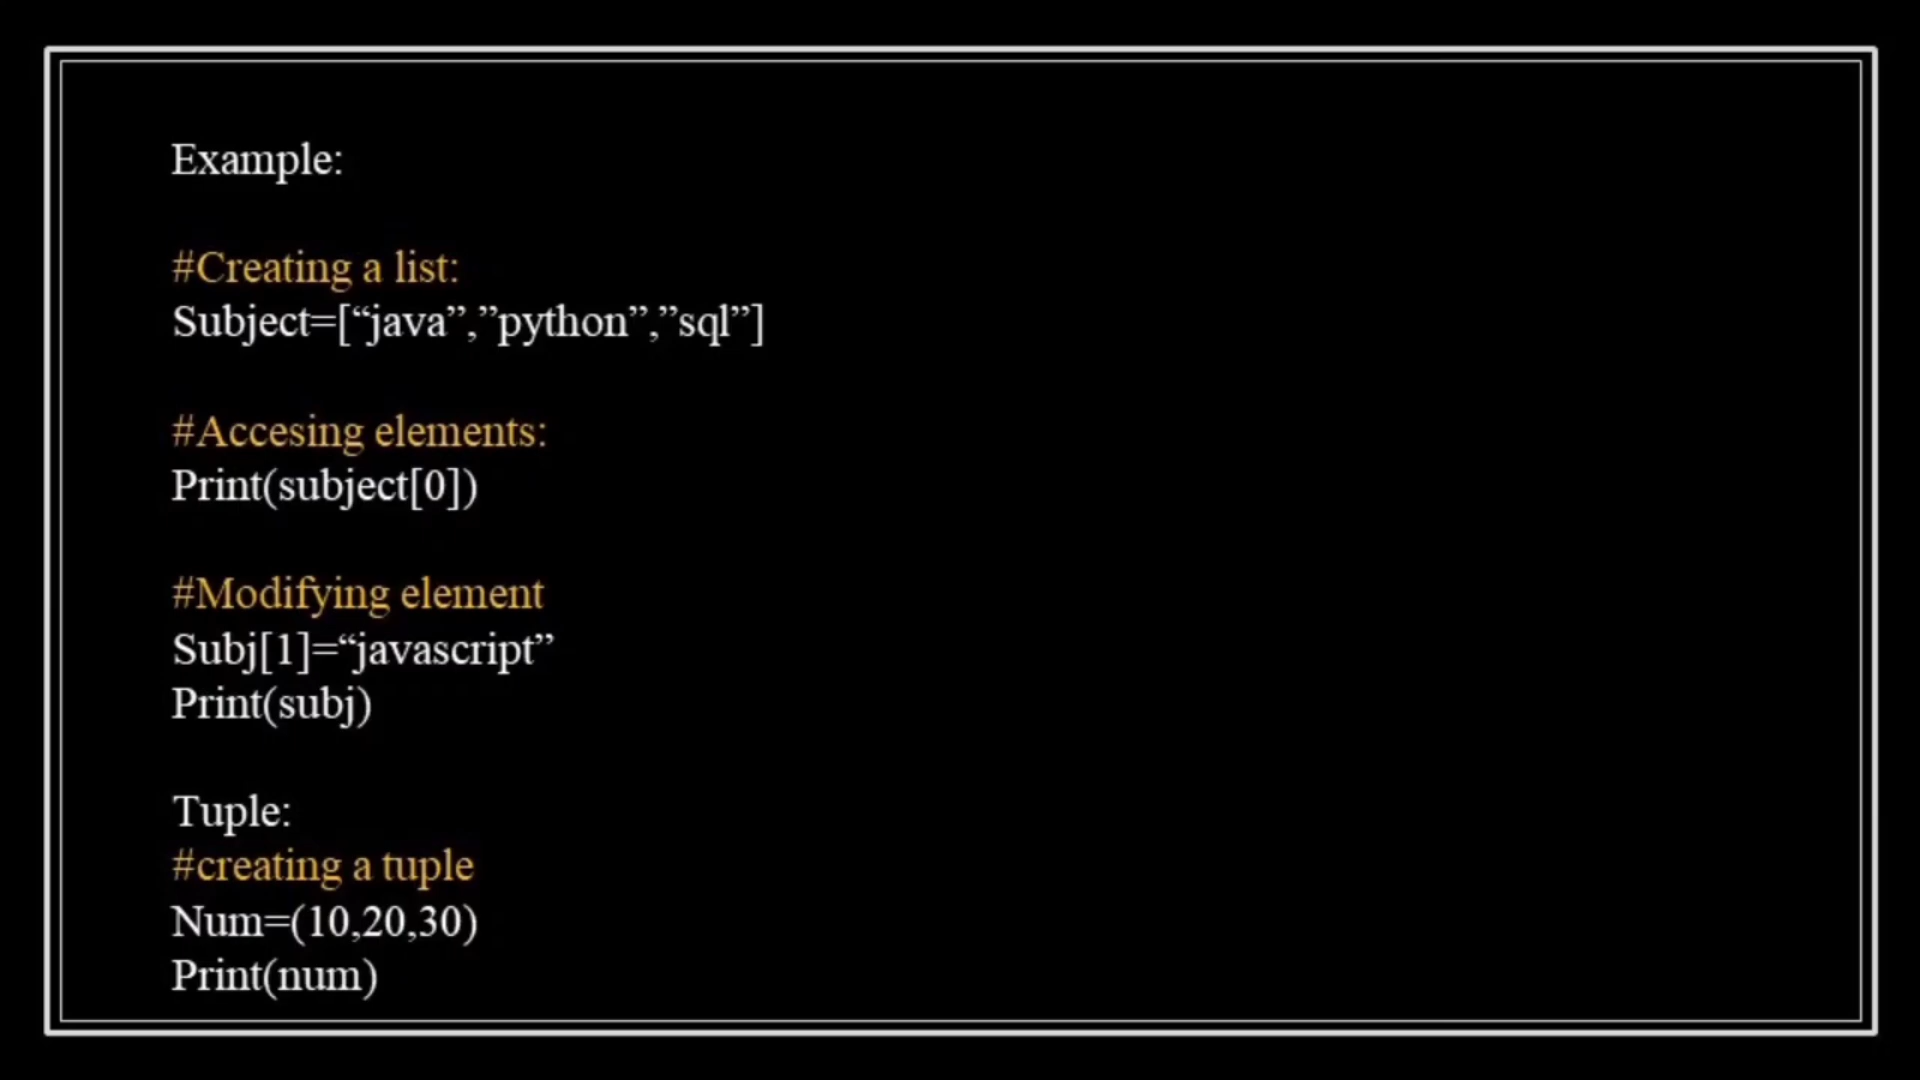 Example:
#Creating a list:
Subject=[“java”,”python”,”sql”]
#Accesing elements:
Print(subject[0])
#Modifying element
Subj[1]=“javascript”
Print(subj)
Tuple:
#creating a tuple
Num=(10,20,30)
Print(num)